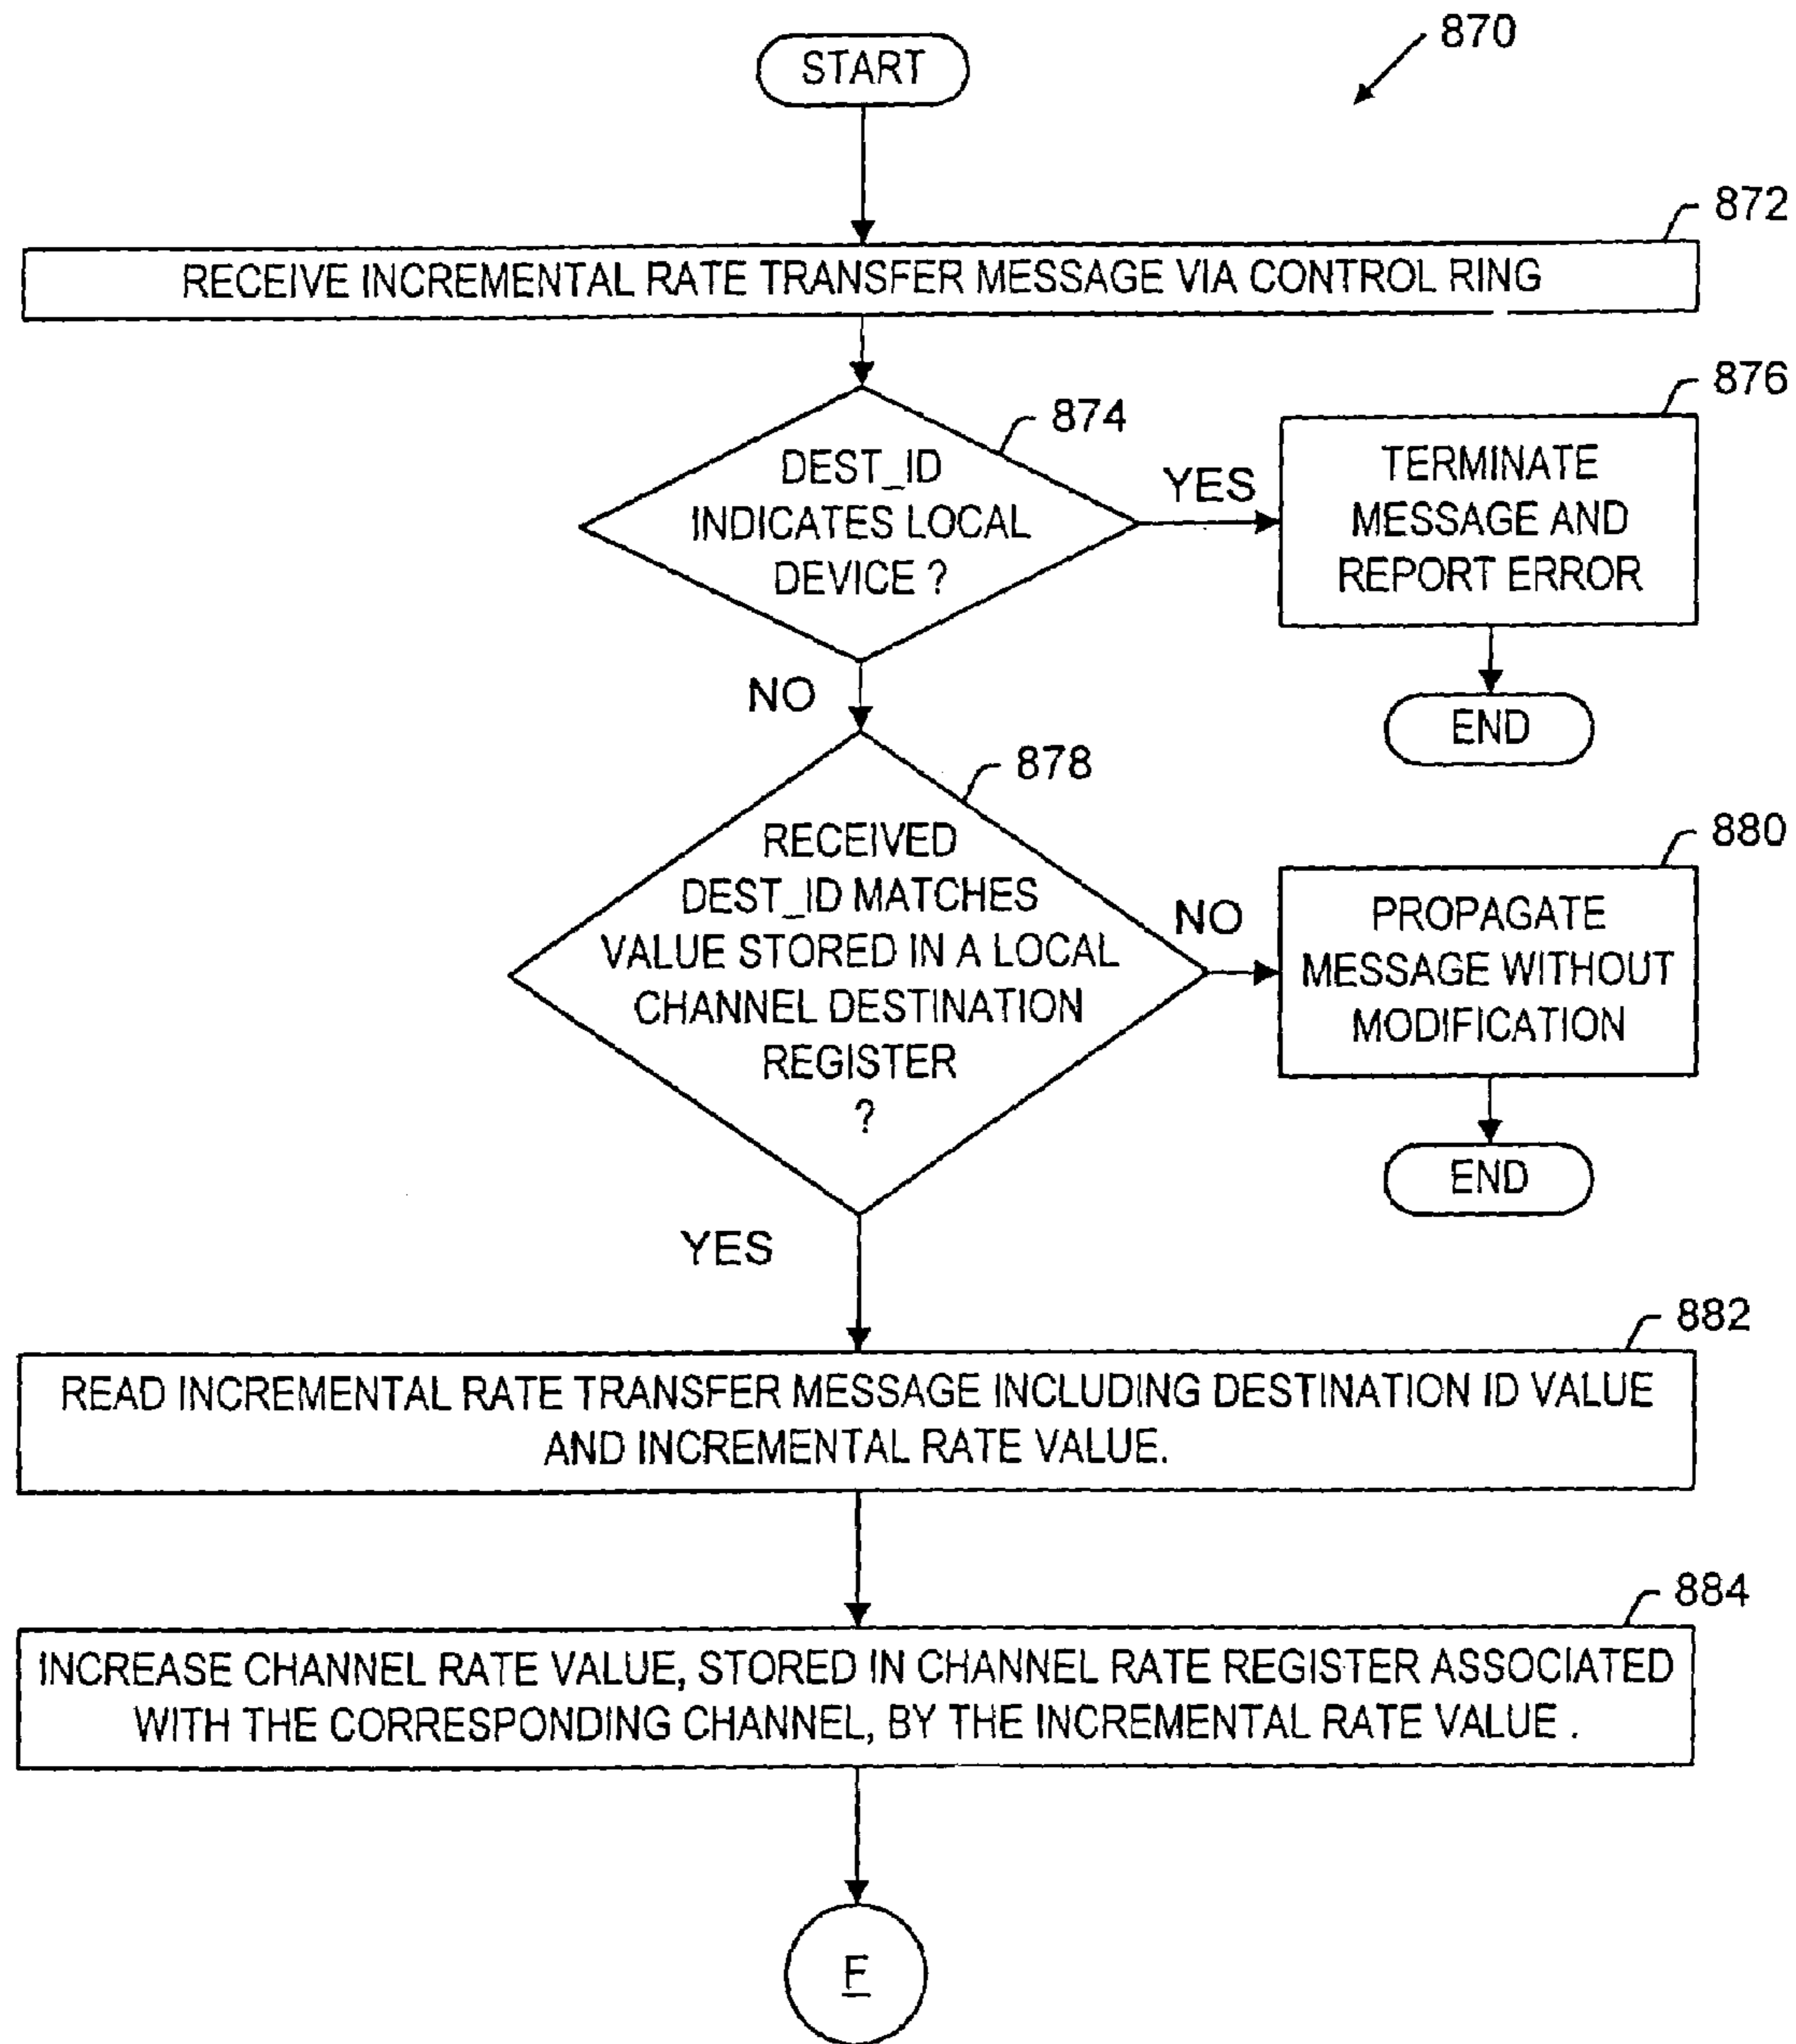 870
START
872
RECEIVE INCREMENTAL RATE TRANSFER MESSAGE VIA CONTROL RING
874
DEST_ID
INDICATES LOCAL
DEVICE ?
YES
876
TERMINATE
MESSAGE AND
REPORT ERROR
END
NO
878
RECEIVED
DEST_ID MATCHES
VALUE STORED IN A LOCAL
CHANNEL DESTINATION
REGISTER
?
NO
880
PROPAGATE
MESSAGE WITHOUT
MODIFICATION
END
YES
882
READ INCREMENTAL RATE TRANSFER MESSAGE INCLUDING DESTINATION ID VALUE
AND INCREMENTAL RATE VALUE.
884
INCREASE CHANNEL RATE VALUE, STORED IN CHANNEL RATE REGISTER ASSOCIATED
WITH THE CORRESPONDING CHANNEL, BY THE INCREMENTAL RATE VALUE .
F